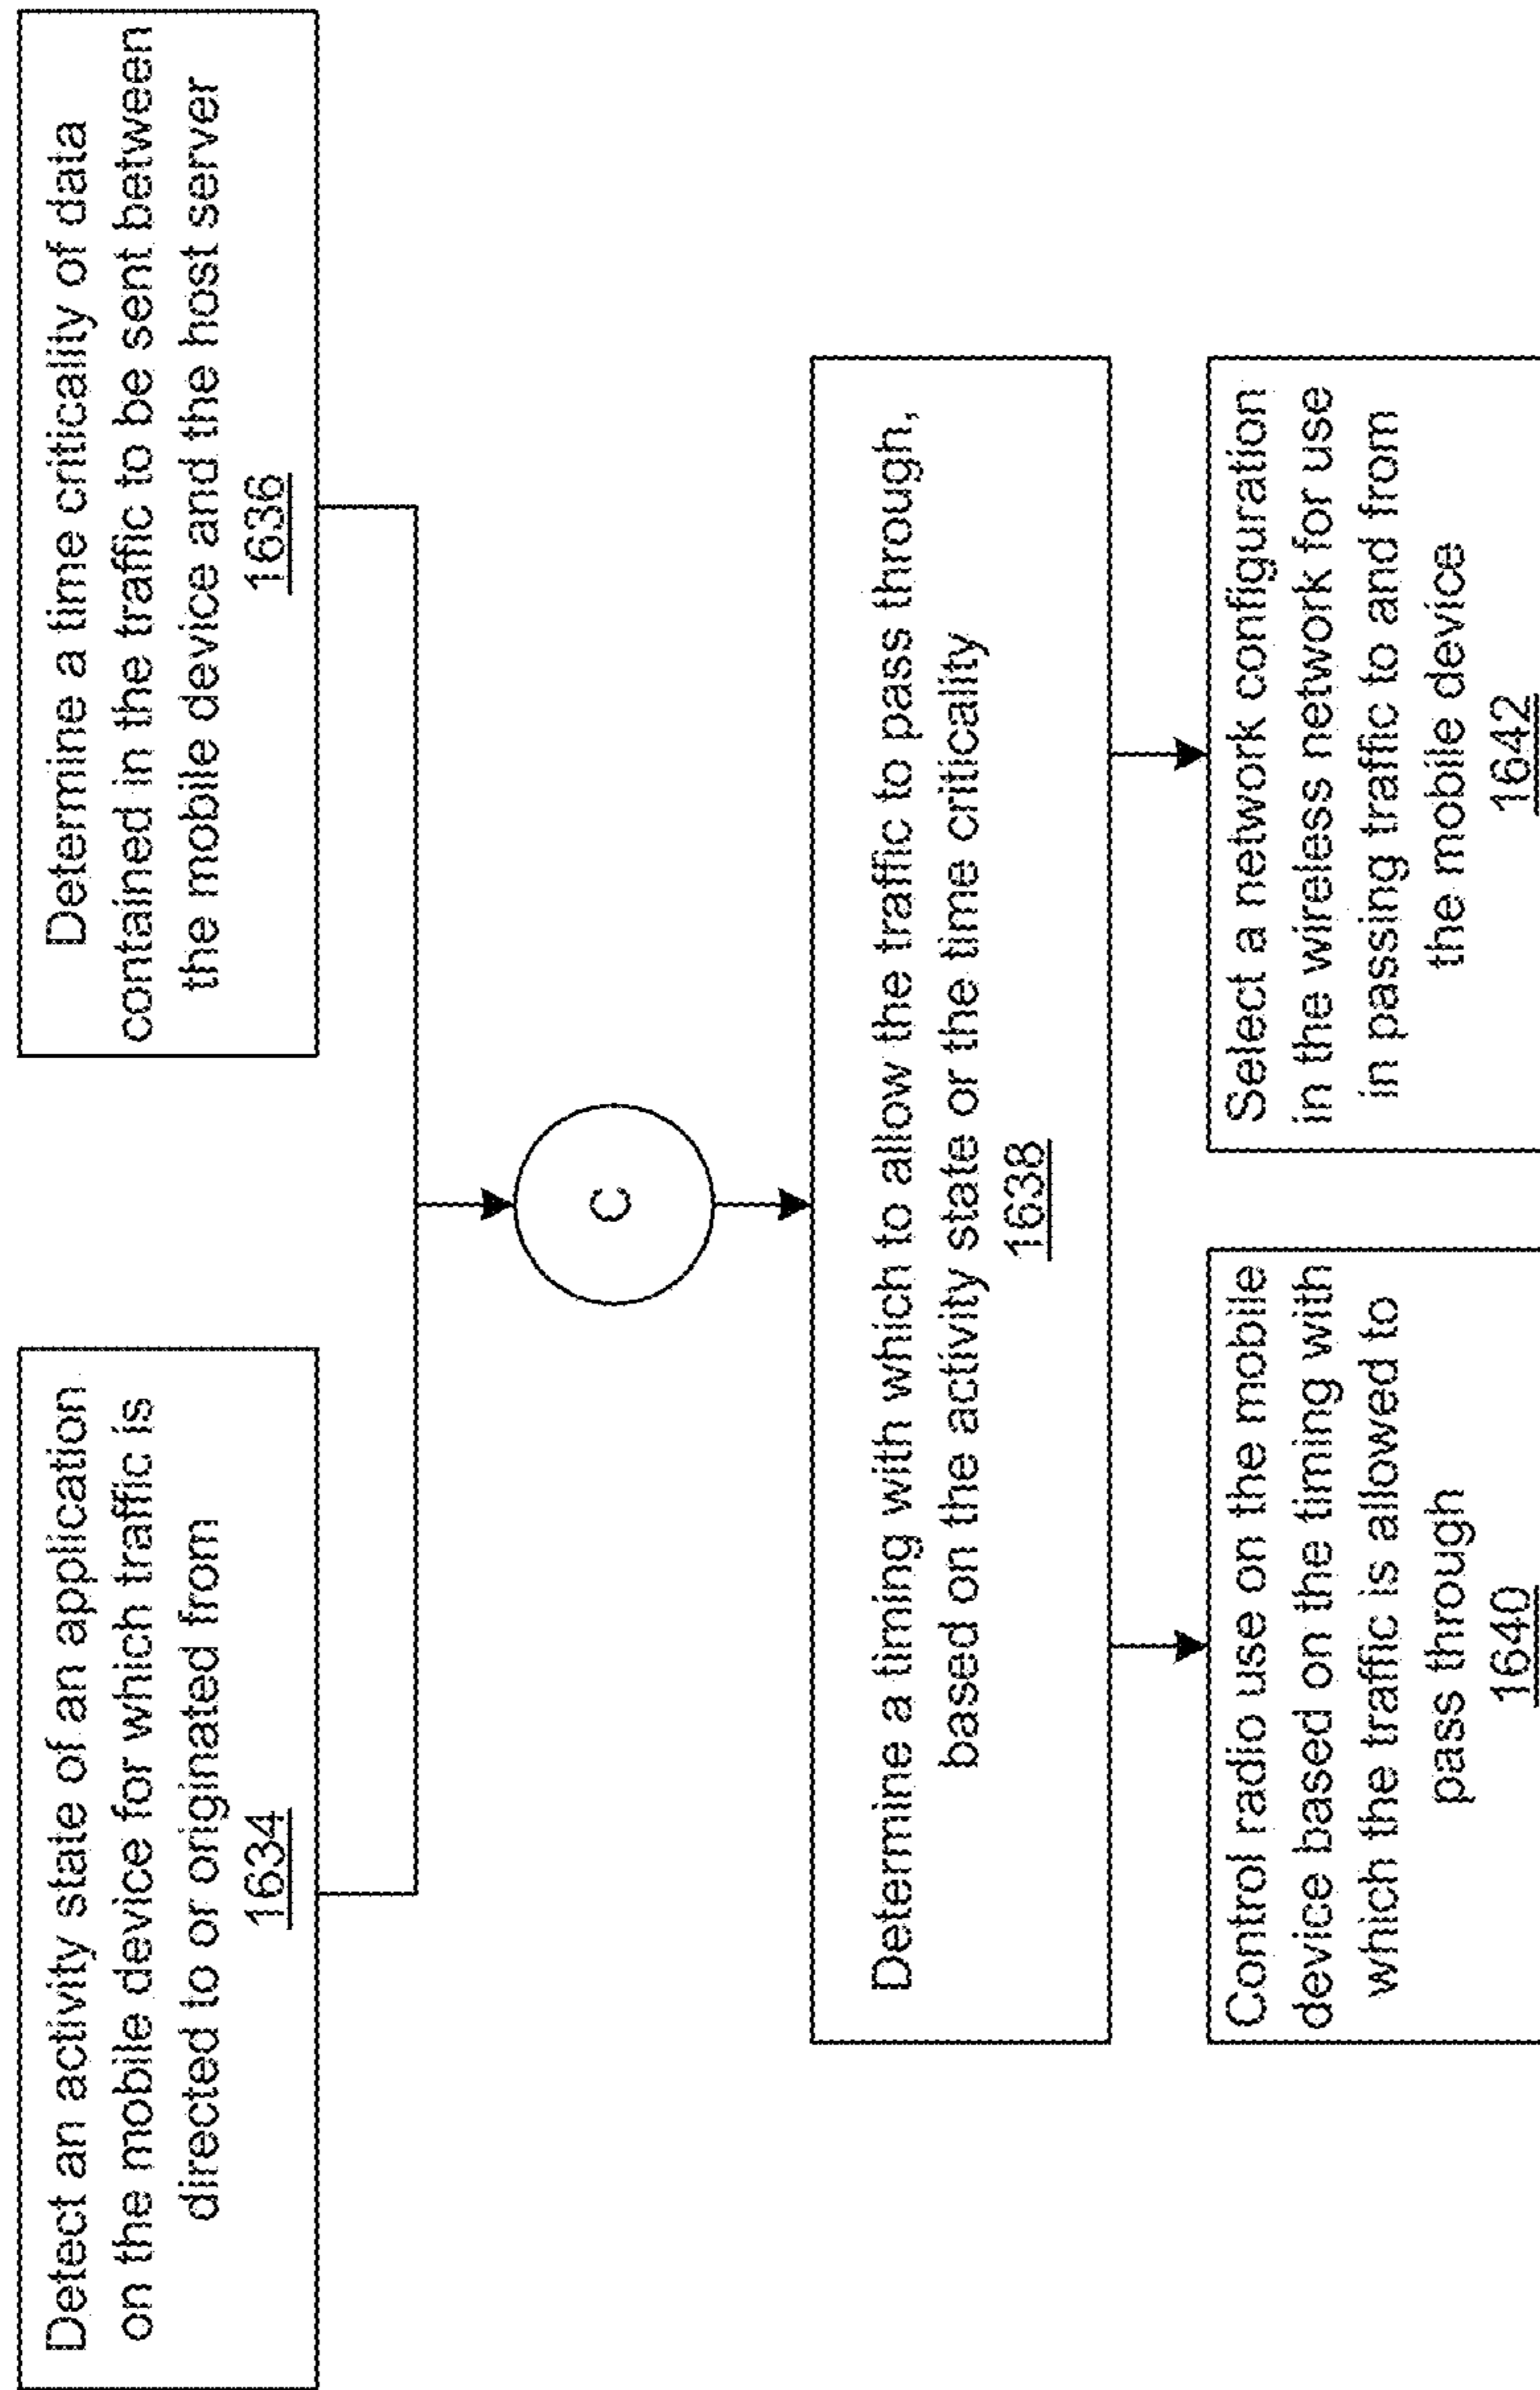 Detect an activity state of an application
on the mobile device for which traffic is
directed to or originated from
1634
Determine a time criticality of data
contained in the traffic to be sent between
the mobile device and the host server
1636
C
Determine a timing with which to allow the traffic to pass through,
based on the activity state or the time criticality
1638
Control radio use on the mobile
device based on the timing with
which the traffic is allowed to
pass through
1640
Select a network configuration
in the wireless network for use
in passing traffic to and from
the mobile device
1642